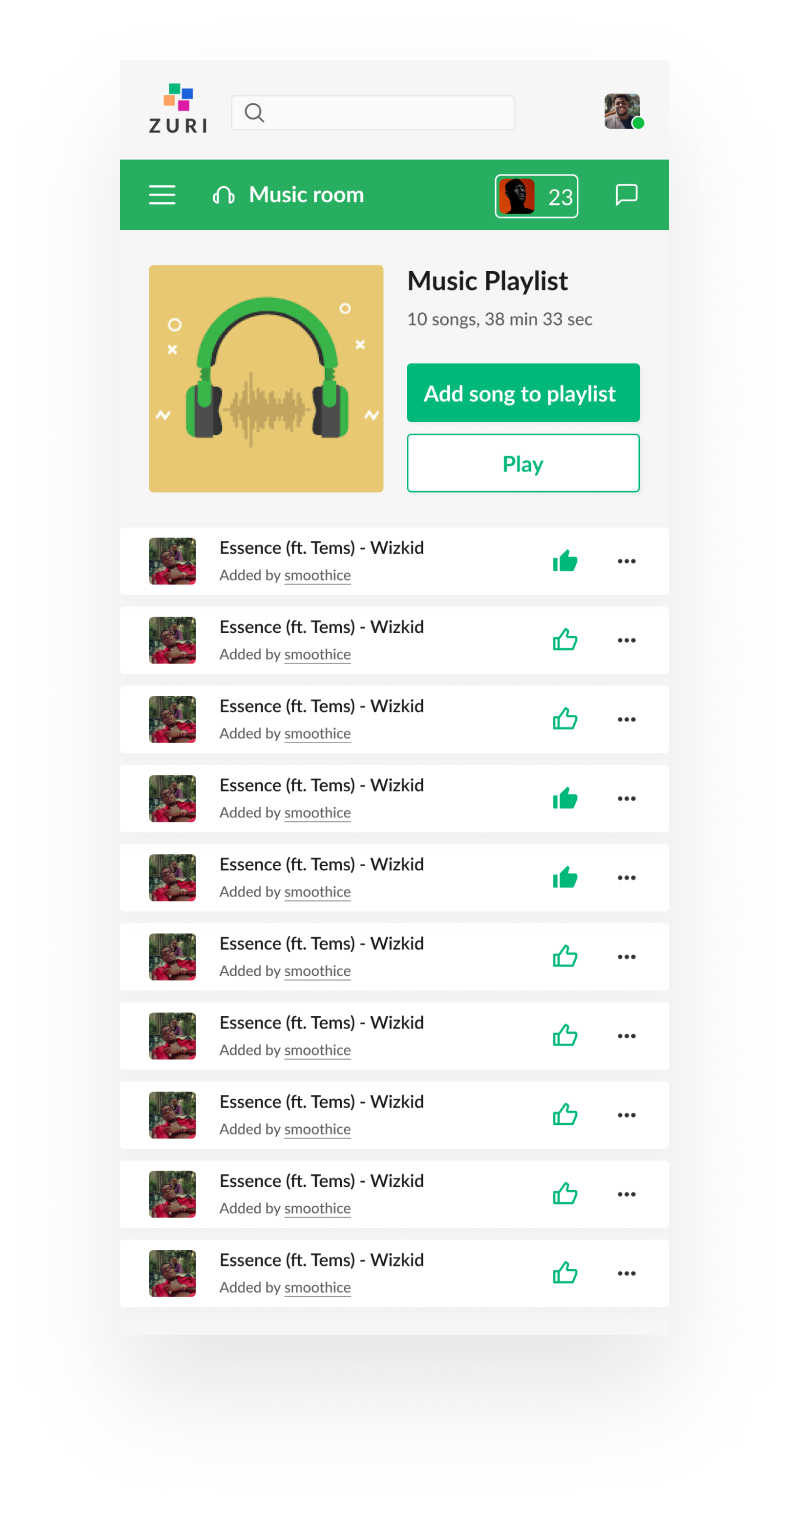 ZURI
Music room
23
Music Playlist
10 songs, 38 min 33 sec
Add song to playlist
Play
Essence (ft. Tems) - Wizkid
Added by smoothice
Essence (ft. Tems) - Wizkid
Added by smoothice
Essence (ft. Tems) - Wizkid
Added by smoothice
Essence (ft. Tems) - Wizkid
Added by smoothice
Essence (ft. Tems) - Wizkid
Added by smoothice
Essence (ft. Tems) - Wizkid
Added by smoothice
Essence (ft. Tems) - Wizkid
Added by smoothice
Essence (ft. Tems) - Wizkid
Added by smoothice
Essence (ft. Tems) - Wizkid
Added by smoothice
Essence (ft. Tems) - Wizkid
Added by smoothice